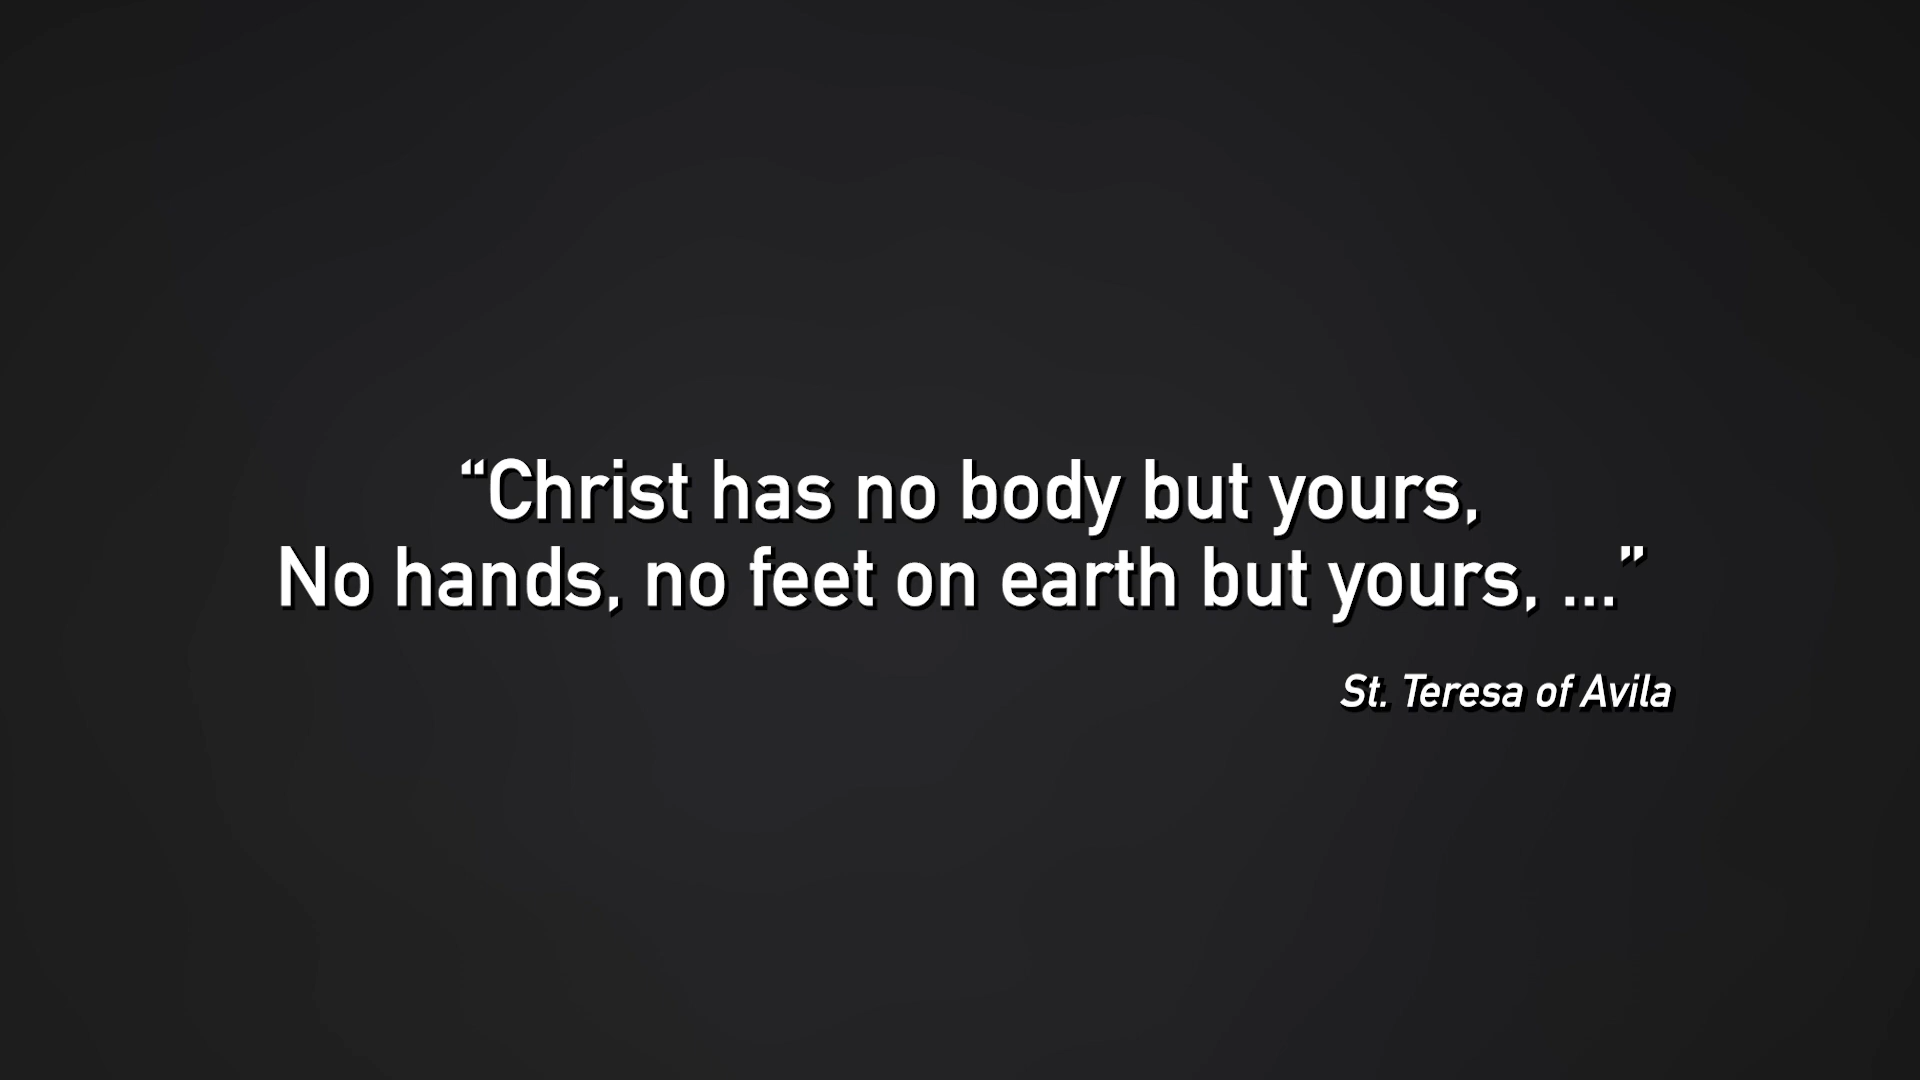 “Christ has no body but yours,
No hands, no feet on earth but yours, ...”
St. Teresa of Avila